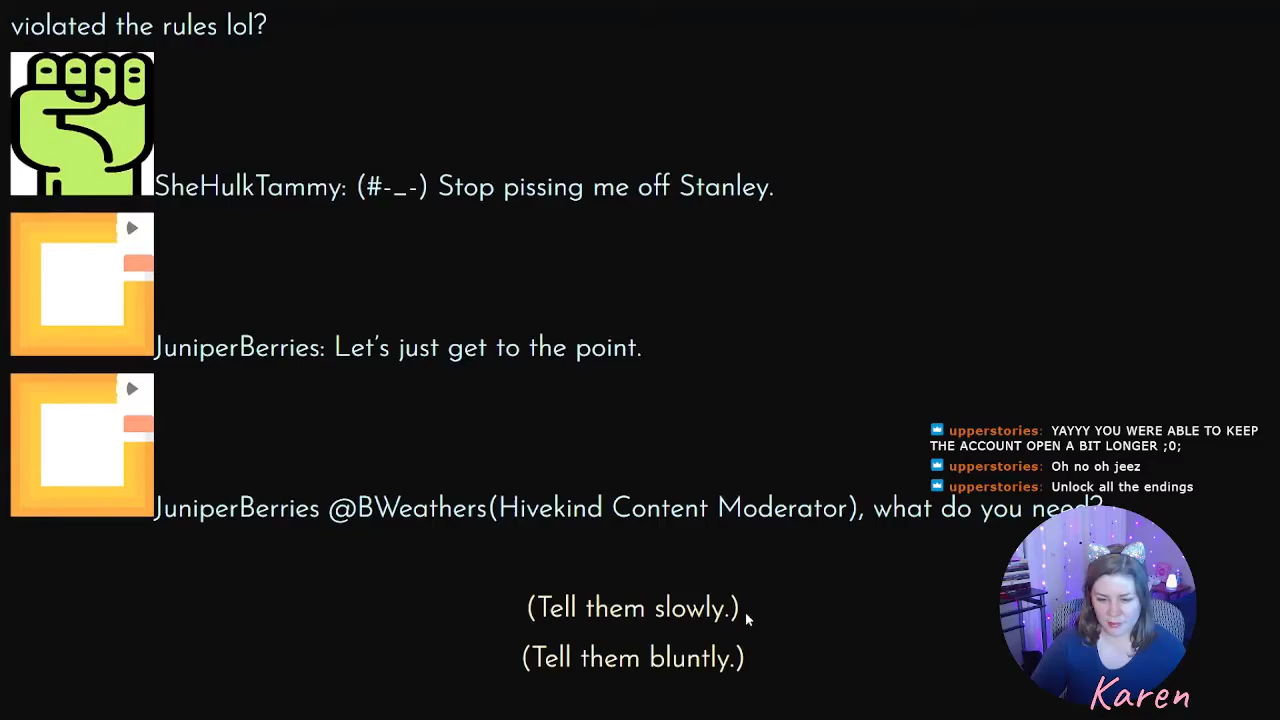 violated the rules lol?
SheHulkTammy: (#-_-) Stop pissing me off Stanley.
JuniperBerries: Let's just get to the point.
upperstories: YAYYY YOU WERE ABLE TO KEEP
THE ACCOUNT OPEN A BIT LONGER ;0;
upperstories: Oh no oh jeez
upperstories: Unlock all the endings
JuniperBerries @BWeathers(Hivekind Content Moderator), what do you need?
(Tell them slowly.)
(Tell them bluntly.)
Karen